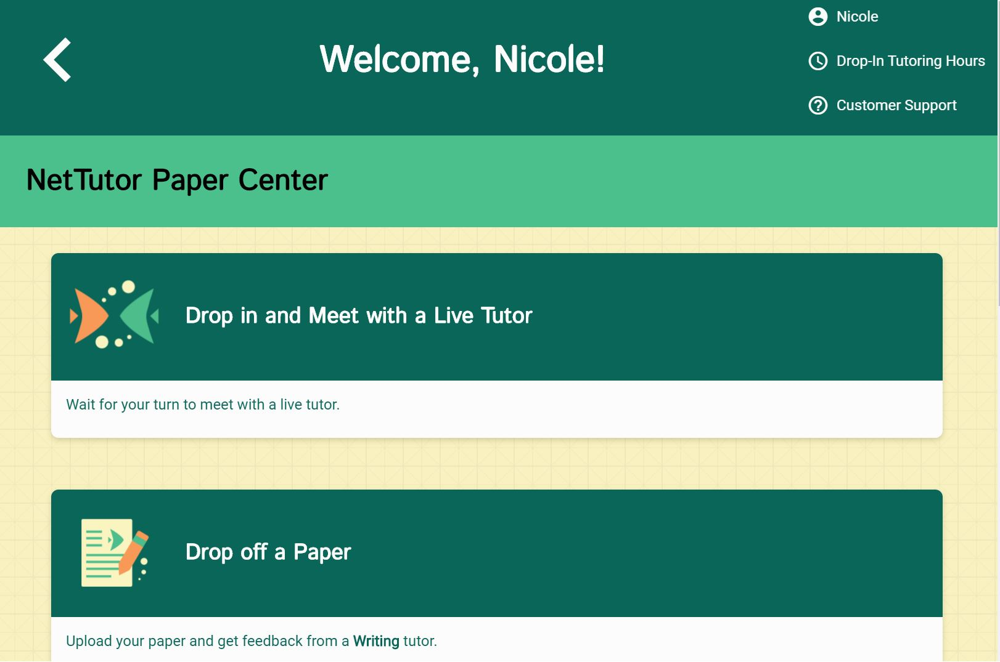 Nicole
Welcome, Nicole!
Drop-In Tutoring Hours
Customer Support
NetTutor Paper Center
Drop in and Meet with a Live Tutor
Wait for your turn to meet with a live tutor.
Drop off a Paper
Upload your paper and get feedback from a Writing tutor.